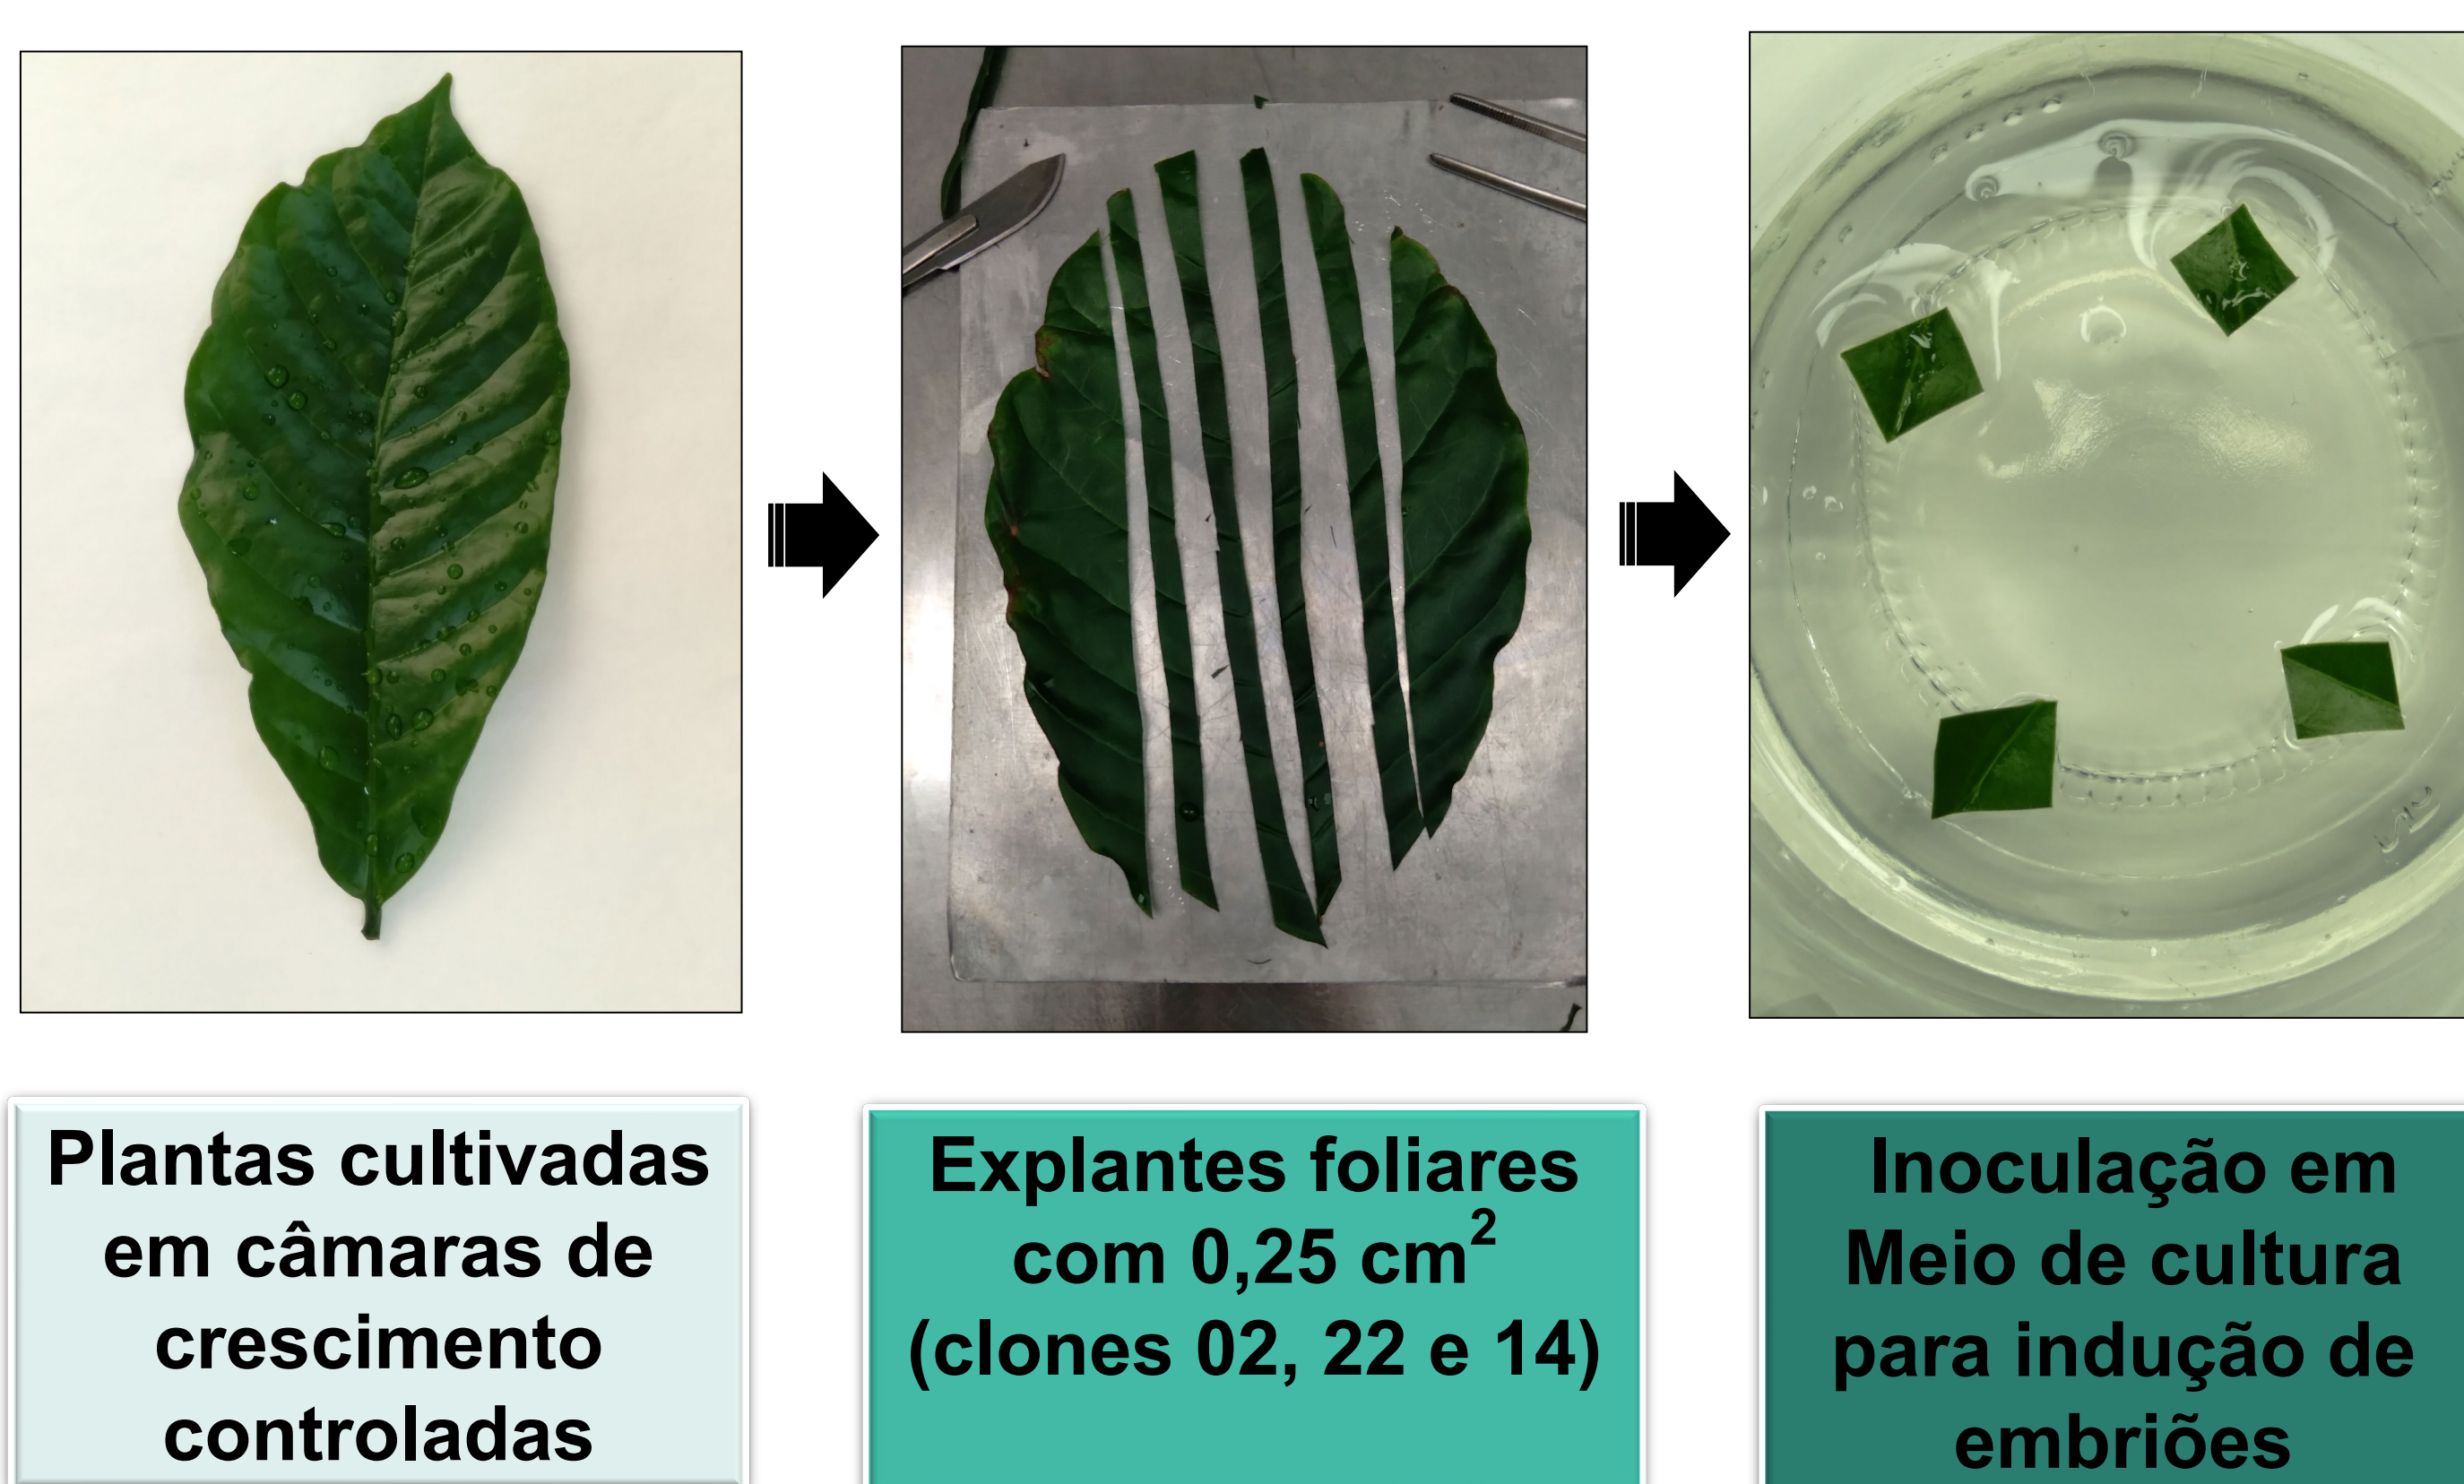 Plantas cultivadas
em câmaras de
crescimento
controladas
Explantes foliares
com 0,25 cm²
(clones 02, 22 e 14)
Inoculação em
Meio de cultura
para indução de
embriões